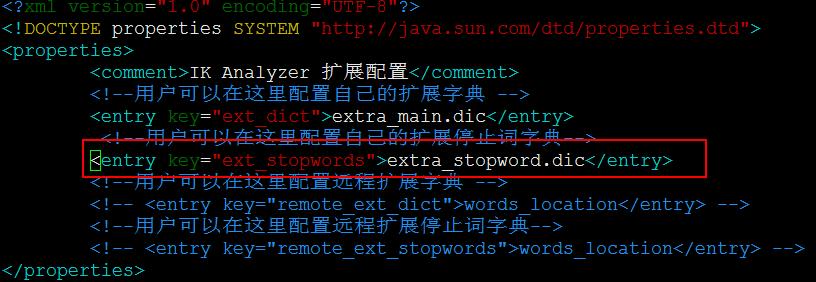 <?xml version="1.0" encoding="UTF-8"?>
<!DOCTYPE properties SYSTEM "http://java.sun.com/dtd/properties.dtd">
<properties>
<comment>IK Analyzer 扩展配置</comment>
<!--用户可以在这里配置自己的扩展字典 -->
<entry key="ext_dict">extra_main.dic</entry>
<!--用户可以在这里配置自己的扩展停止词字典-->
<entry key="ext_stopwords">extra_stopword.dic</entry>
<!--用户可以在这里配置远程扩展字典 -->
<!-- <entry key="remote_ext_dict">words_location</entry> -->
<!--用户可以在这里配置远程扩展停止词字典-->
<!-- <entry key="remote_ext_stopwords">words_location</entry> -->
</properties>